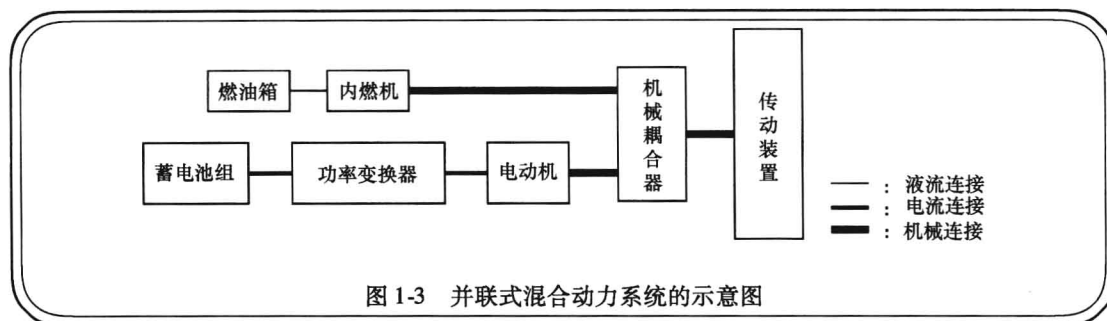 燃油箱
内燃机
机械耦合器
传动装置
蓄电池组
功率变换器
电动机
：液流连接
：电流连接
：机械连接
图 1-3 并联式混合动力系统的示意图